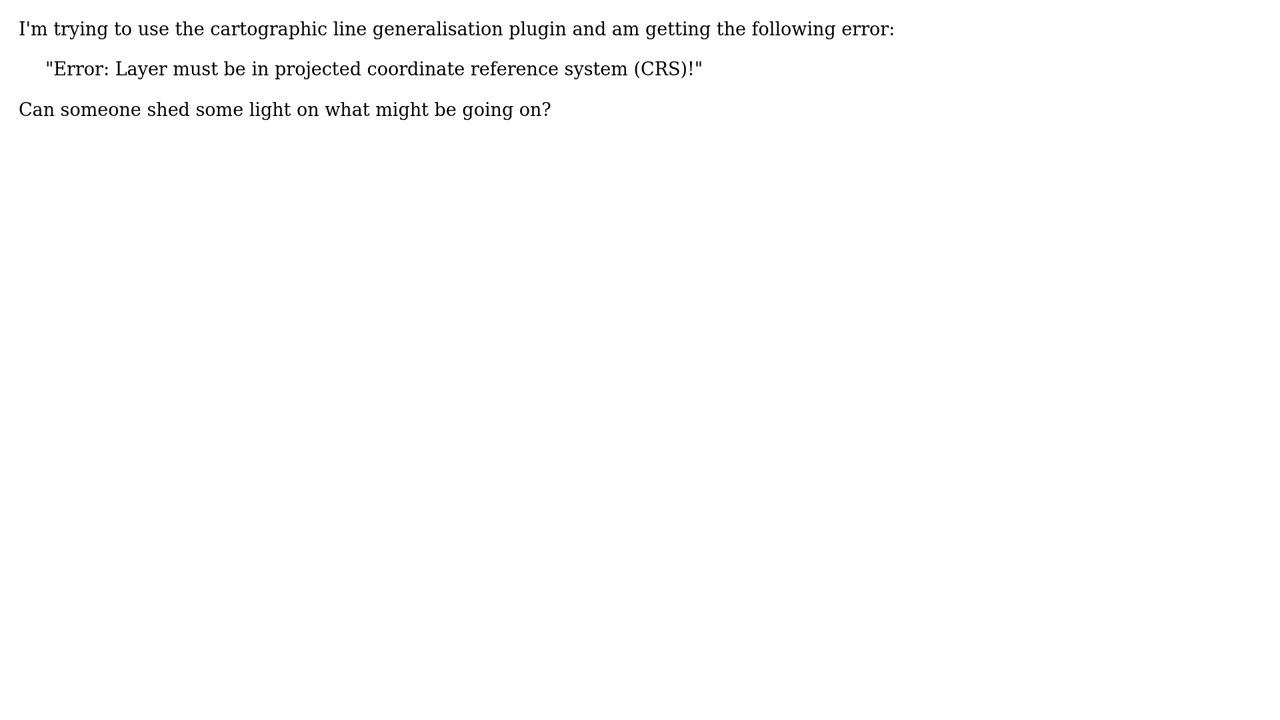 I'm trying to use the cartographic line generalisation plugin and am getting the following error:
"Error: Layer must be in projected coordinate reference system (CRS)!"
Can someone shed some light on what might be going on?